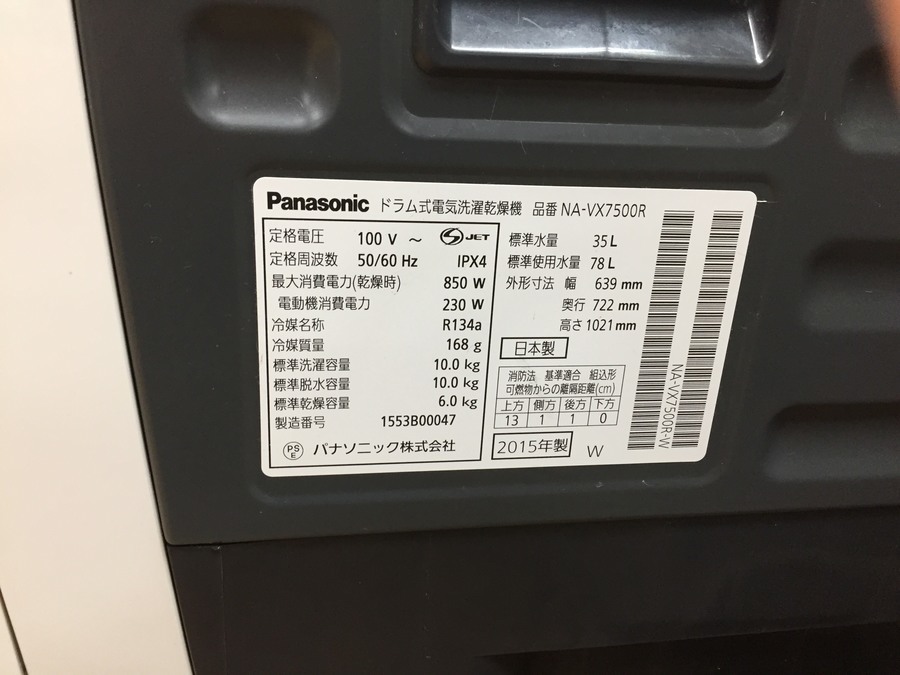 Panasonic ドラム式電気洗濯乾燥機 品番 NA-VX7500R
定格電圧 100 V ～ S JET
定格周波数 50/60 Hz IPX4
最大消費電力(乾燥時) 850 W
電動機消費電力 230 W
冷媒名称 R134a
冷媒質量 168 g
標準洗濯容量 10.0 kg
標準脱水容量 10.0 kg
標準乾燥容量 6.0 kg
製造番号 1553B00047
PSE パナソニック株式会社
標準水量 35 L
標準使用水量 78 L
外形寸法 幅 639 mm
奥行 722 mm
高さ 1021 mm
日本製
消防法 基準適合 組込形
可燃物からの離隔距離(cm)
上方 側方 後方 下方
13 1 1 0
2015年製 W
NA-VX7500R-W